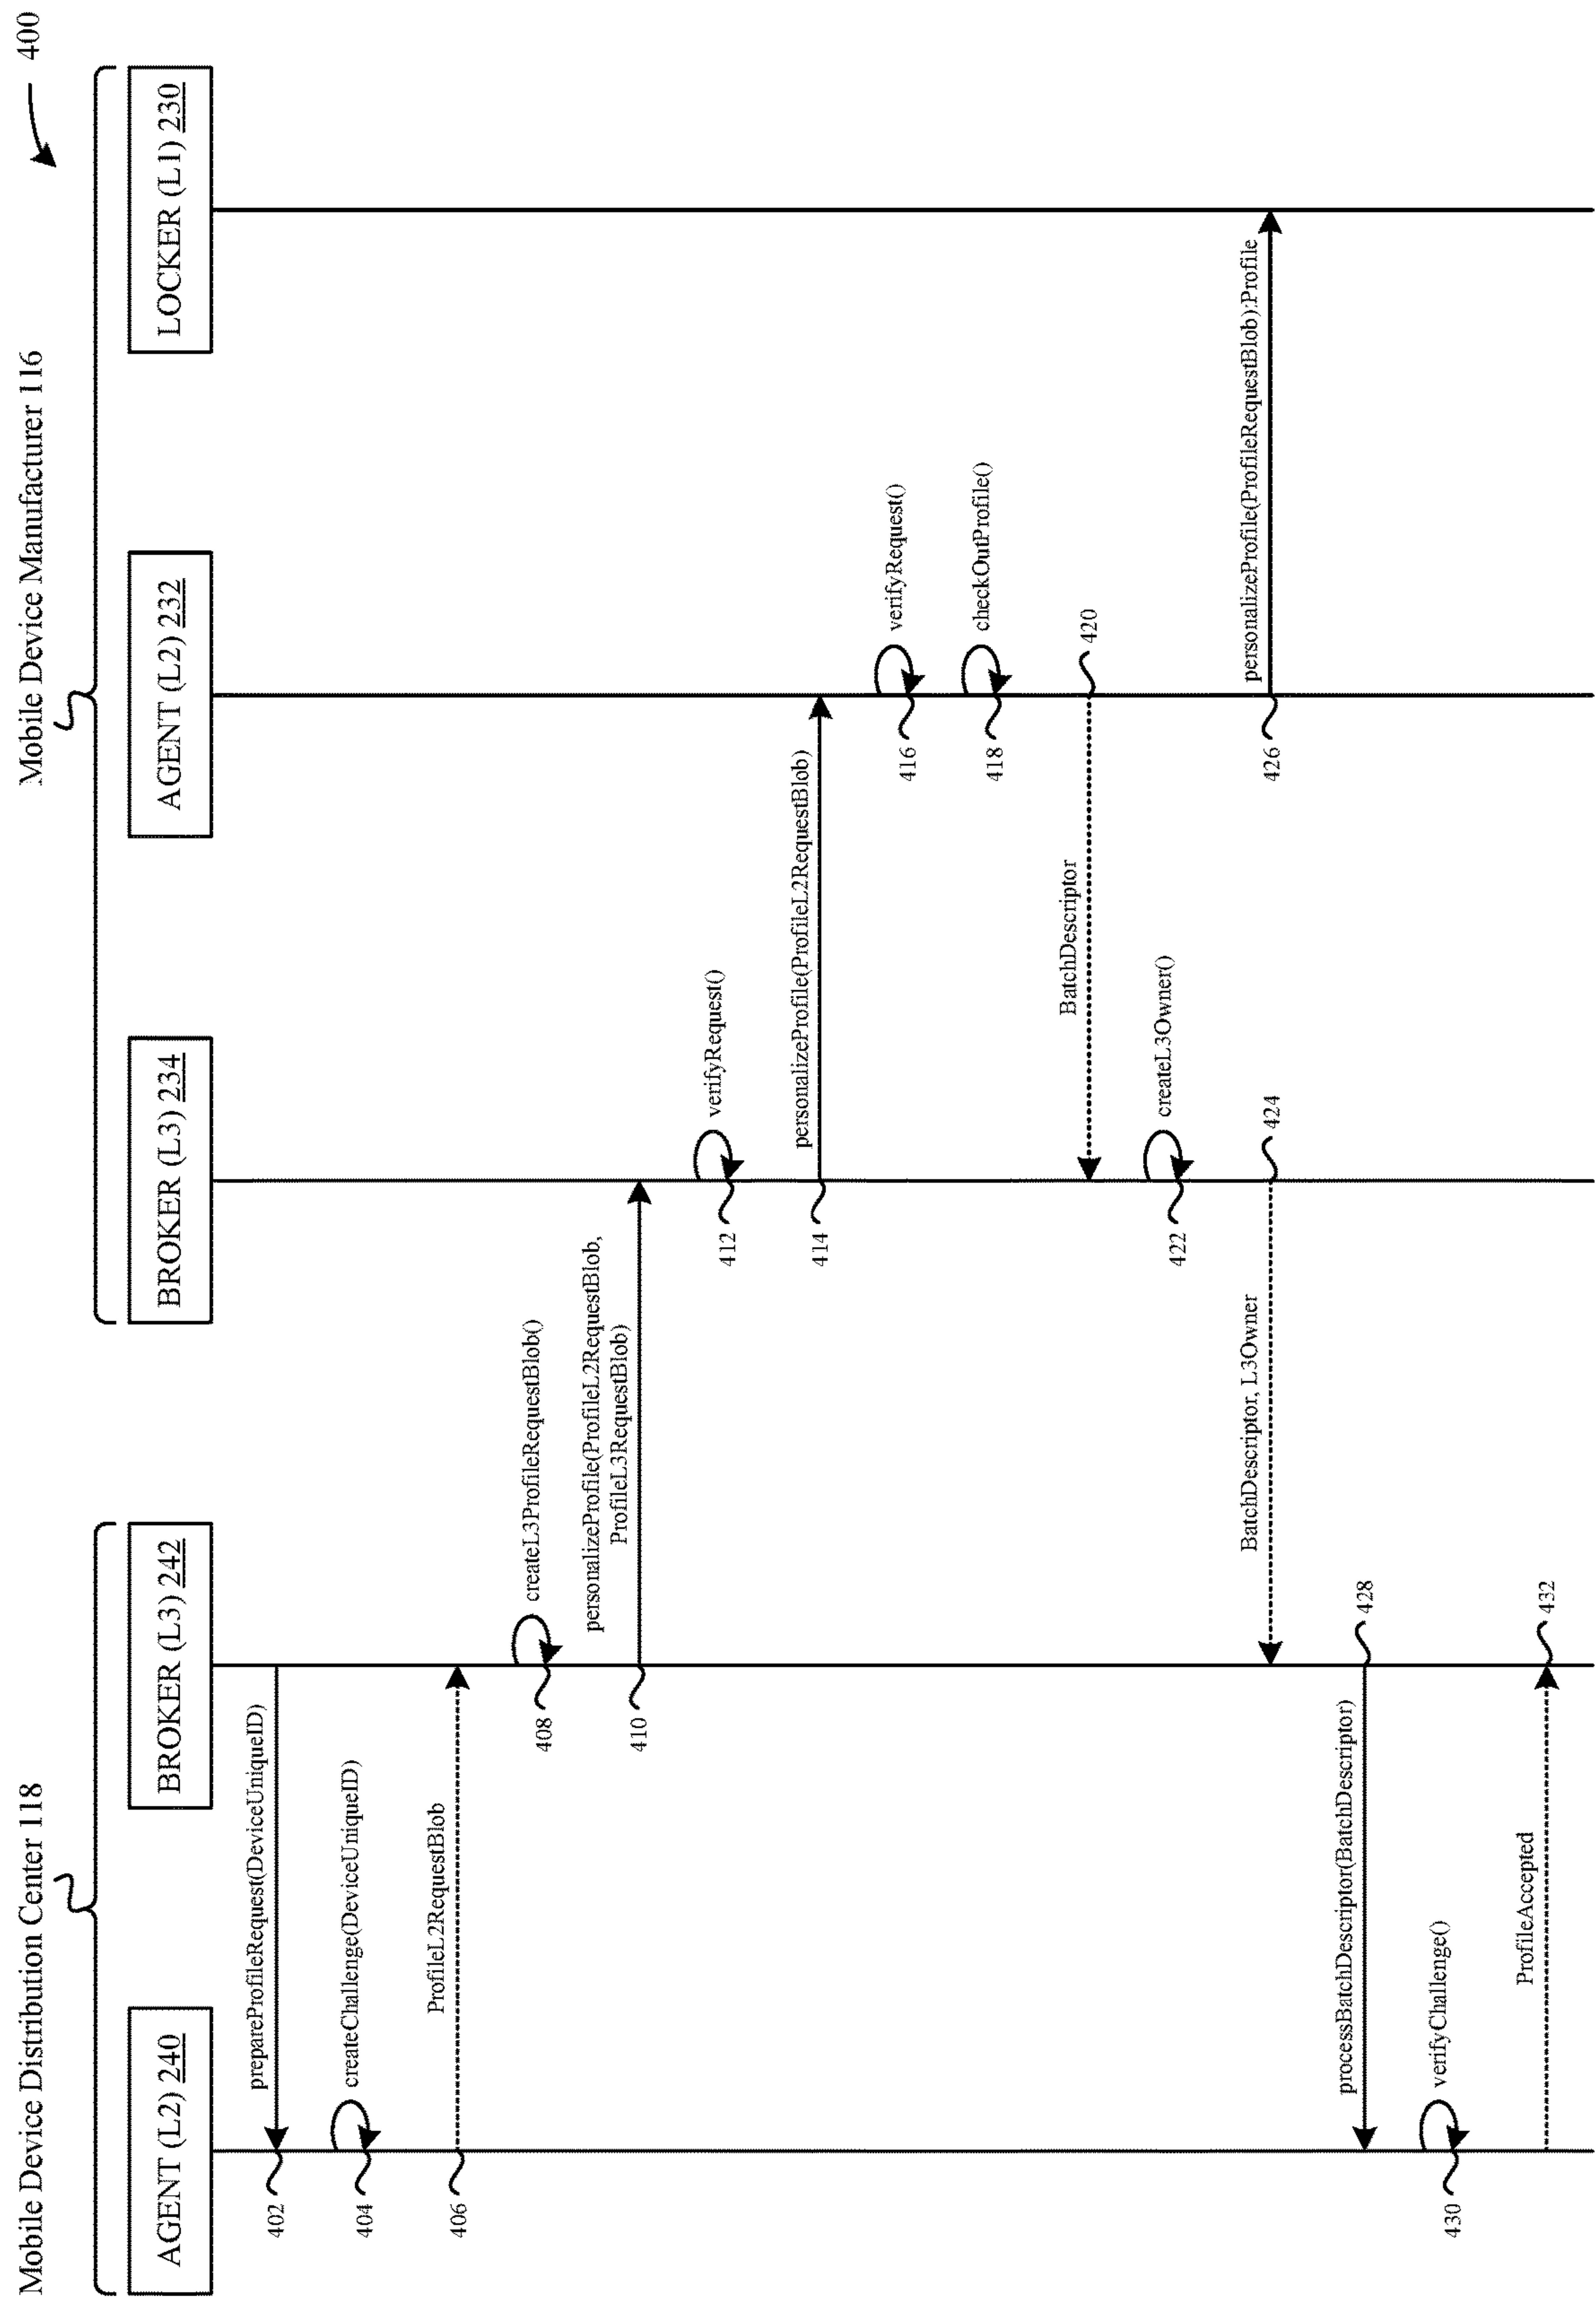 400
Mobile Device Distribution Center 118
Mobile Device Manufacturer 116
AGENT (L2) 240
BROKER (L3) 242
BROKER (L3) 234
AGENT (L2) 232
LOCKER (L1) 230
prepareProfileRequest(DeviceUniqueID)
402
createChallenge(DeviceUniqueID)
404
ProfileL2RequestBlob
406
createL3ProfileRequestBlob()
408
personalizeProfile(ProfileL2RequestBlob,
ProfileL3RequestBlob)
410
verifyRequest()
412
personalizeProfile(ProfileL2RequestBlob)
414
verifyRequest()
416
checkOutProfile()
418
BatchDescriptor
420
createL3Owner()
422
BatchDescriptor, L3Owner
424
personalizeProfile(ProfileRequestBlob):Profile
426
processBatchDescriptor(BatchDescriptor)
428
verifyChallenge()
430
ProfileAccepted
432